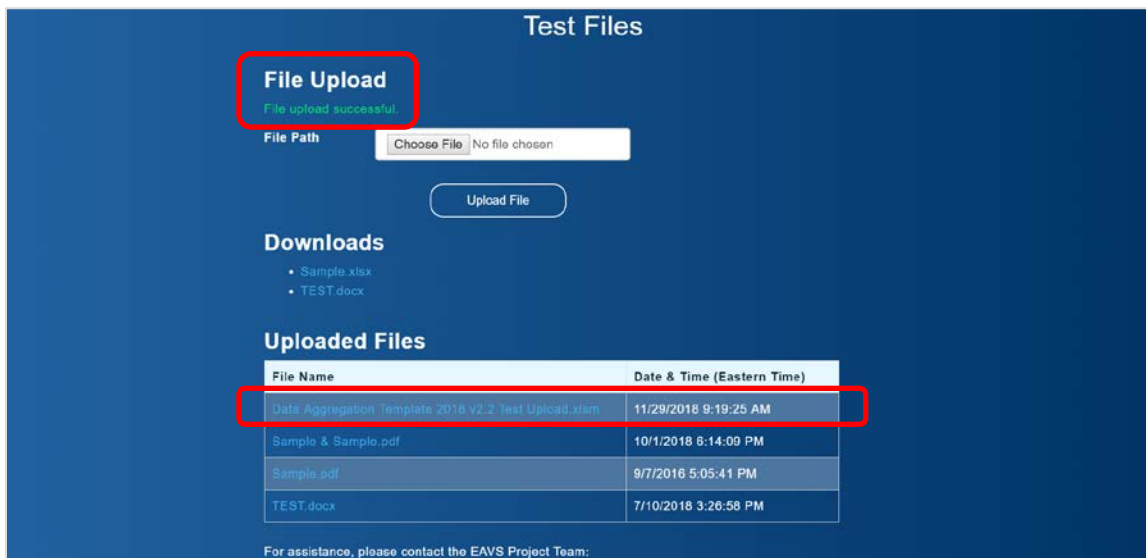 Test Files
File Upload
File upload successful.
File Path
Choose File No file chosen
Upload File
Downloads
• Sample.xlsx
• TEST.docx
Uploaded Files
File Name Date & Time (Eastern Time)
Data Aggregation Template 2016 v2.2 Test Upload.xlsm 11/29/2018 9:19:25 AM
Sample & Sample.pdf 10/1/2018 6:14:09 PM
Sample.pdf 9/7/2016 5:05:41 PM
TEST.docx 7/10/2018 3:26:58 PM
For assistance, please contact the EAVS Project Team: